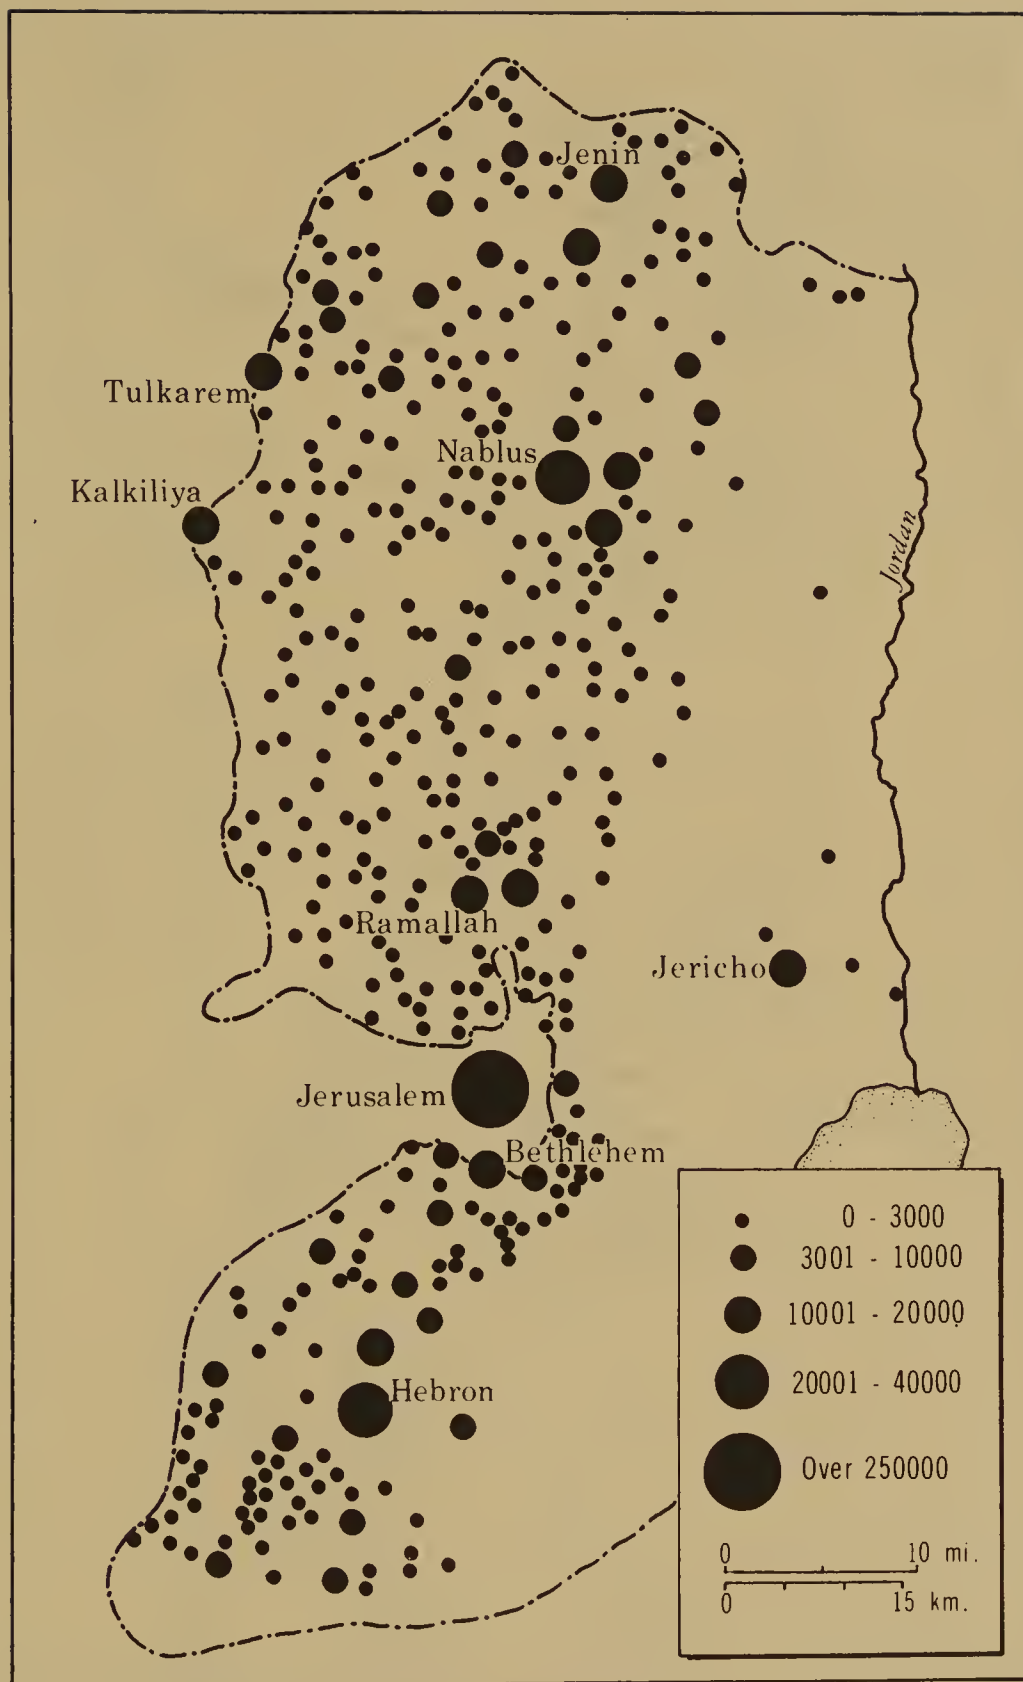 Jenin
Tulkarem
Nablus
Kalkiliya
Jordan
Ramallah
Jericho
Jerusalem
Bethlehem
Hebron
0 - 3000
3001 - 10000
10001 - 20000
20001 - 40000
Over 250000
0 10 mi.
0 15 km.